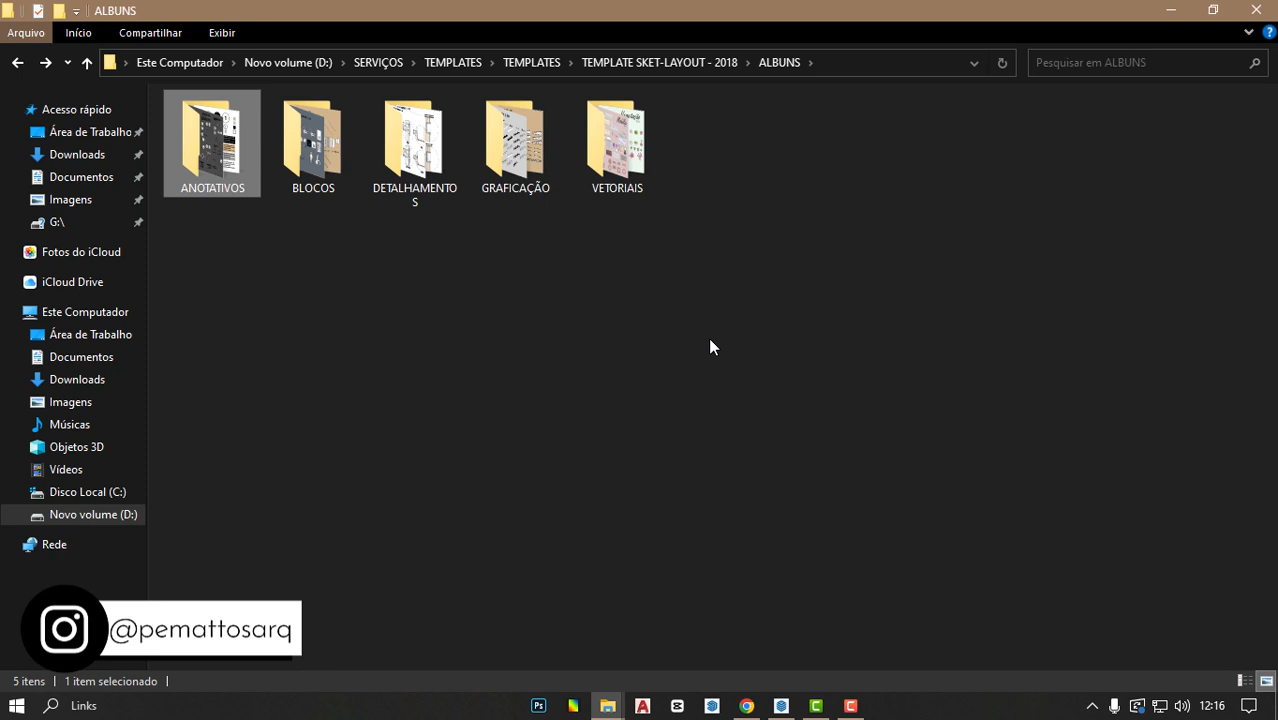 ALBUNS
Arquivo Início Compartilhar Exibir
Este Computador Novo volume (D:) SERVIÇOS TEMPLATES TEMPLATES TEMPLATE SKET-LAYOUT - 2018 ALBUNS
Pesquisar em ALBUNS
Acesso rápido
Área de Trabalho
Downloads
Documentos
Imagens
G:\
Fotos do iCloud
iCloud Drive
Este Computador
Área de Trabalho
Documentos
Downloads
Imagens
Músicas
Objetos 3D
Vídeos
Disco Local (C:)
Novo volume (D:)
Rede
ANOTATIVOS
BLOCOS
DETALHAMENTO
S
GRAFICAÇÃO
VETORIAIS
@pemattosarq
5 itens 1 item selecionado
Links
Ps
12:16